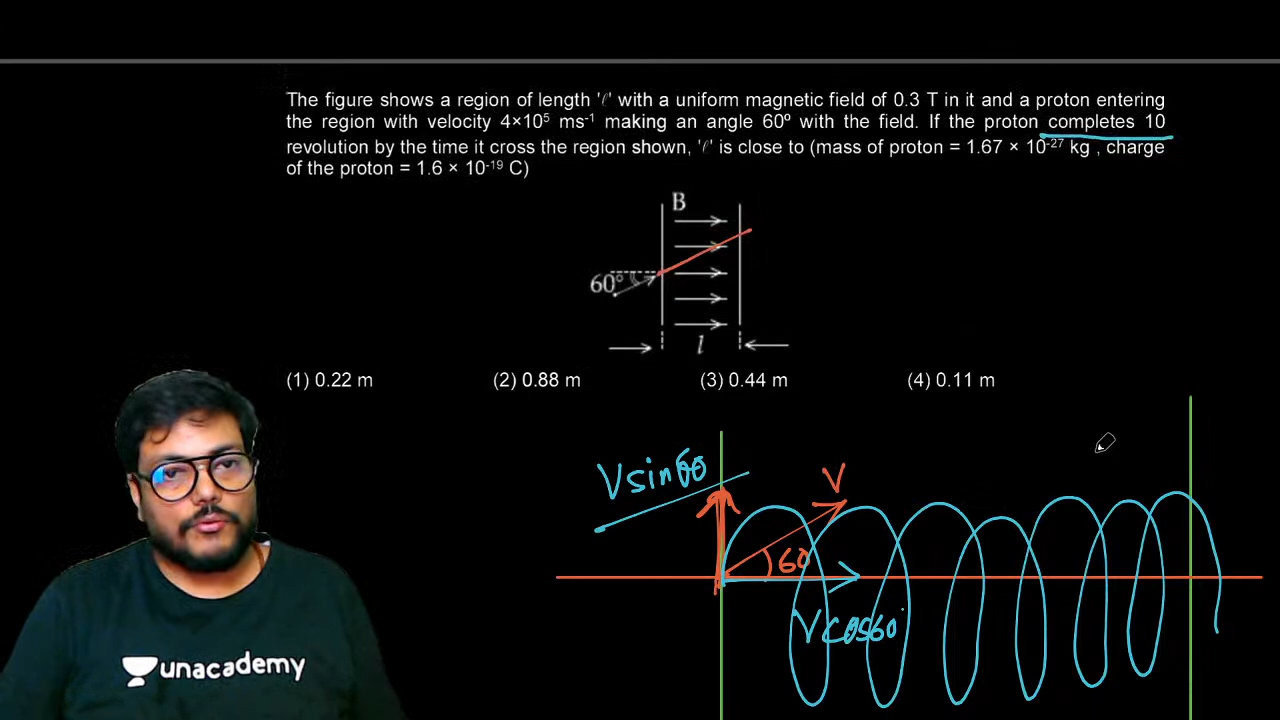 The figure shows a region of length 'ℓ' with a uniform magnetic field of 0.3 T in it and a proton entering
the region with velocity 4×10⁵ ms⁻¹ making an angle 60º with the field. If the proton completes 10
revolution by the time it cross the region shown, 'ℓ' is close to (mass of proton = 1.67 × 10⁻²⁷ kg , charge
of the proton = 1.6 × 10⁻¹⁹ C)
B
60°
l
(1) 0.22 m (2) 0.88 m (3) 0.44 m (4) 0.11 m
Vsin60
V
60
Vcos60°
unacademy